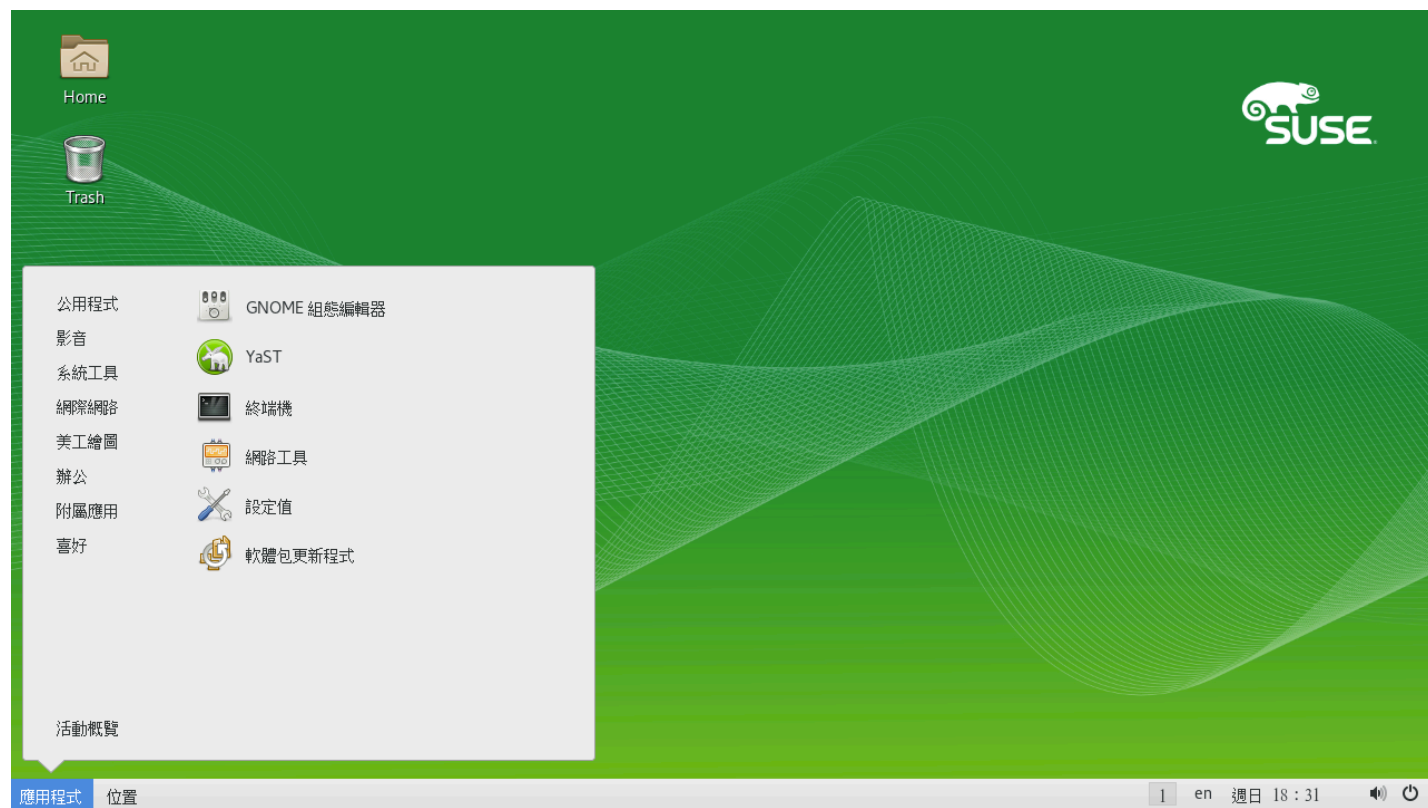 Home
Trash
SUSE
公用程式
影音
系統工具
網際網路
美工繪圖
辦公
附屬應用
喜好
活動概覽
GNOME 組態編輯器
YaST
終端機
網路工具
設定值
軟體包更新程式
應用程式 位置 1 en 週日 18：31